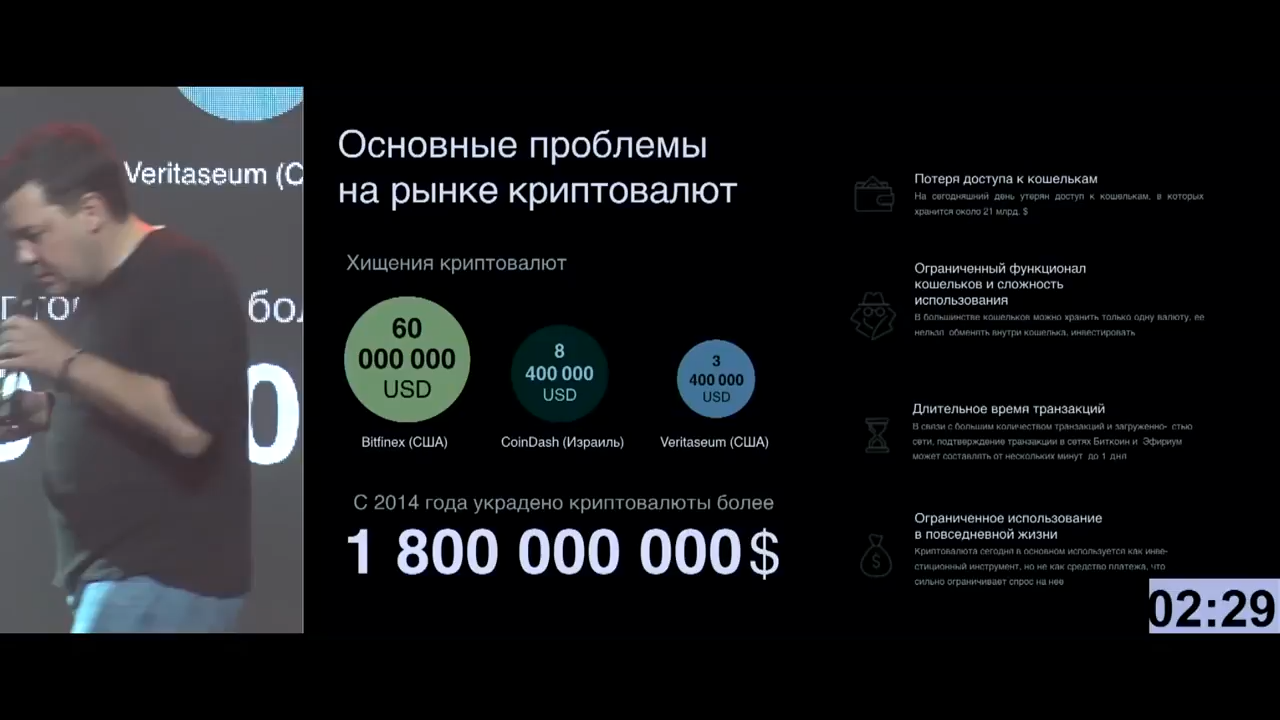 Veritaseum (С
Основные проблемы
на рынке криптовалют
Хищения криптовалют
60
000 000
USD
Bitfinex (США)
8
400 000
USD
CoinDash (Израиль)
3
400 000
USD
Veritaseum (США)
С 2014 года украдено криптовалюты более
1 800 000 000$
Потеря доступа к кошелькам
На сегодняшний день утерян доступ к кошелькам, в которых
хранится около 21 млрд. $
Ограниченный функционал
кошельков и сложность
использования
В большинстве кошельков можно хранить только одну валюту, ее
нельзя обменять внутри кошелька, инвестировать
Длительное время транзакций
В связи с большим количеством транзакций и загруженно- стью
сети, подтверждение транзакции в сетях Биткоин и Эфириум
может составлять от нескольких минут до 1 дня
Ограниченное использование
в повседневной жизни
Криптовалюта сегодня в основном используется как инве-
стиционный инструмент, но не как средство платежа, что
сильно ограничивает спрос на нее
02:29